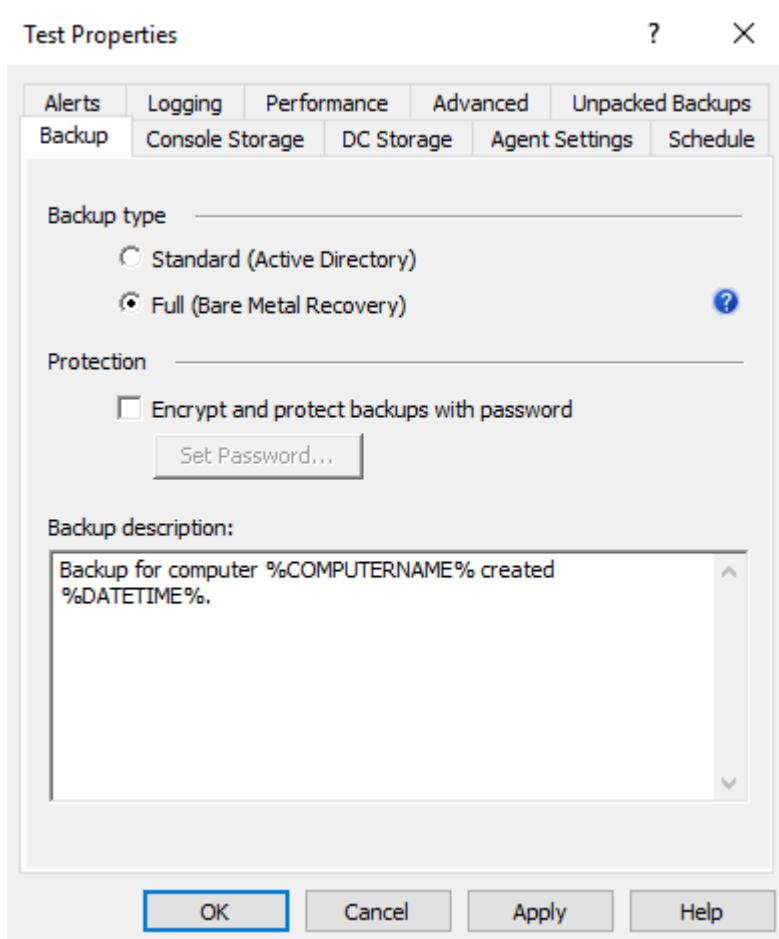 Test Properties
?
Alerts
Logging
Performance
Advanced
Unpacked Backups
Backup
Console Storage
DC Storage
Agent Settings
Schedule
Backup type
Standard (Active Directory)
Full (Bare Metal Recovery)
?
Protection
Encrypt and protect backups with password
Set Password...
Backup description:
Backup for computer %COMPUTERNAME% created
%DATETIME%.
OK
Cancel
Apply
Help